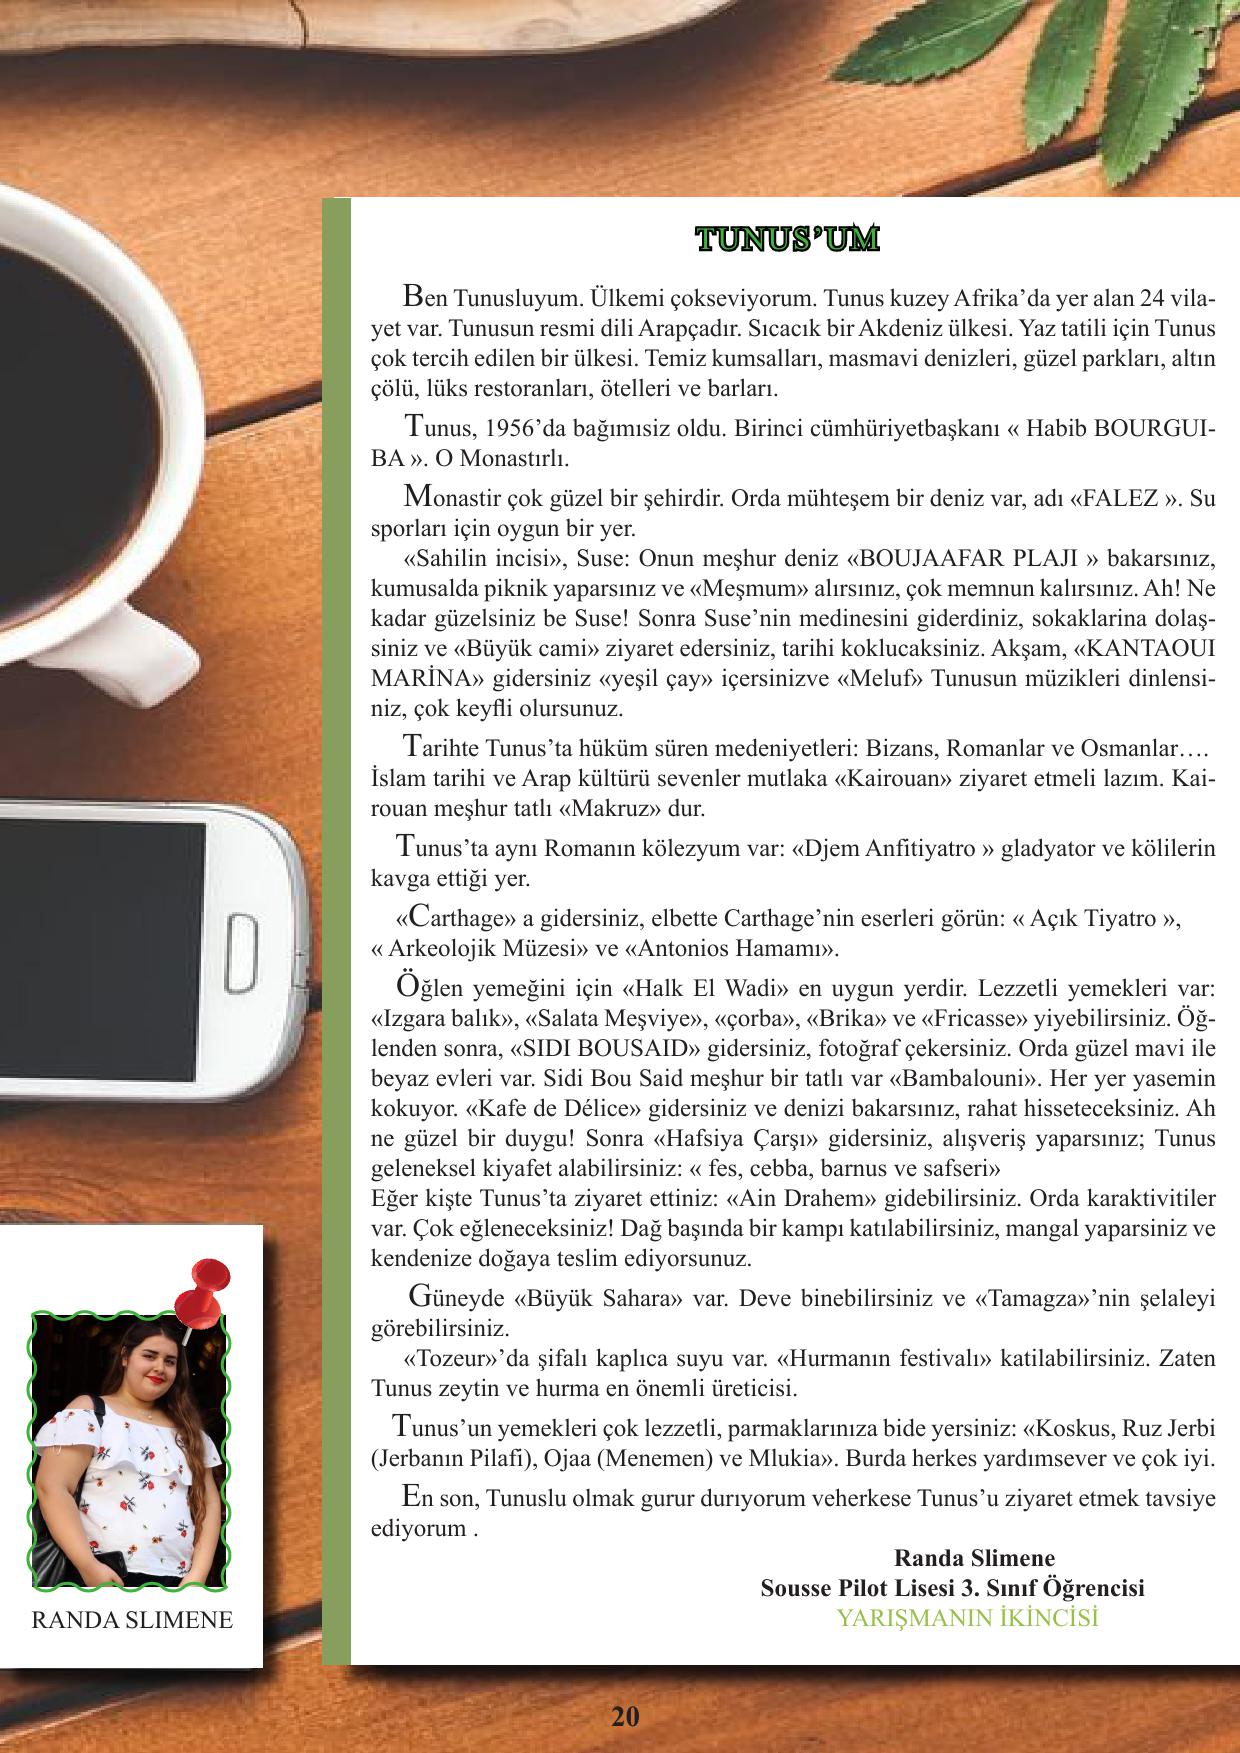 TUNUS’UM
Ben Tunusluyum. Ülkemi çokseviyorum. Tunus kuzey Afrika’da yer alan 24 vila-
yet var. Tunusun resmi dili Arapçadır. Sıcacık bir Akdeniz ülkesi. Yaz tatili için Tunus
çok tercih edilen bir ülkesi. Temiz kumsalları, masmavi denizleri, güzel parkları, altın
çölü, lüks restoranları, ötelleri ve barları.
Tunus, 1956’da bağımısiz oldu. Birinci cümhüriyetbaşkanı « Habib BOURGUI-
BA ». O Monastırlı.
Monastir çok güzel bir şehirdir. Orda mühteşem bir deniz var, adı «FALEZ ». Su
sporları için oygun bir yer.
«Sahilin incisi», Suse: Onun meşhur deniz «BOUJAAFAR PLAJI » bakarsınız,
kumusalda piknik yaparsınız ve «Meşmum» alırsınız, çok memnun kalırsınız. Ah! Ne
kadar güzelsiniz be Suse! Sonra Suse’nin medinesini giderdiniz, sokaklarina dolaş-
siniz ve «Büyük cami» ziyaret edersiniz, tarihi koklucaksiniz. Akşam, «KANTAOUI
MARİNA» gidersiniz «yeşil çay» içersinizve «Meluf» Tunusun müzikleri dinlensi-
niz, çok keyfli olursunuz.
Tarihte Tunus’ta hüküm süren medeniyetleri: Bizans, Romanlar ve Osmanlar….
İslam tarihi ve Arap kültürü sevenler mutlaka «Kairouan» ziyaret etmeli lazım. Kai-
rouan meşhur tatlı «Makruz» dur.
Tunus’ta aynı Romanın kölezyum var: «Djem Anfitiyatro » gladyator ve kölilerin
kavga ettiği yer.
«Carthage» a gidersiniz, elbette Carthage’nin eserleri görün: « Açık Tiyatro »,
« Arkeolojik Müzesi» ve «Antonios Hamamı».
Öğlen yemeğini için «Halk El Wadi» en uygun yerdir. Lezzetli yemekleri var:
«Izgara balık», «Salata Meşviye», «çorba», «Brika» ve «Fricasse» yiyebilirsiniz. Öğ-
lenden sonra, «SIDI BOUSAID» gidersiniz, fotoğraf çekersiniz. Orda güzel mavi ile
beyaz evleri var. Sidi Bou Said meşhur bir tatlı var «Bambalouni». Her yer yasemin
kokuyor. «Kafe de Délice» gidersiniz ve denizi bakarsınız, rahat hisseteceksiniz. Ah
ne güzel bir duygu! Sonra «Hafsiya Çarşı» gidersiniz, alışveriş yaparsınız; Tunus
geleneksel kiyafet alabilirsiniz: « fes, cebba, barnus ve safseri»
Eğer kişte Tunus’ta ziyaret ettiniz: «Ain Drahem» gidebilirsiniz. Orda karaktivitiler
var. Çok eğleneceksiniz! Dağ başında bir kampı katılabilirsiniz, mangal yaparsiniz ve
kendenize doğaya teslim ediyorsunuz.
Güneyde «Büyük Sahara» var. Deve binebilirsiniz ve «Tamagza»’nin şelaleyi
görebilirsiniz.
«Tozeur»’da şifalı kaplıca suyu var. «Hurmanın festivalı» katilabilirsiniz. Zaten
Tunus zeytin ve hurma en önemli üreticisi.
Tunus’un yemekleri çok lezzetli, parmaklarınıza bide yersiniz: «Koskus, Ruz Jerbi
(Jerbanın Pilafi), Ojaa (Menemen) ve Mlukia». Burda herkes yardımsever ve çok iyi.
En son, Tunuslu olmak gurur durıyorum veherkese Tunus’u ziyaret etmek tavsiye
ediyorum .
Randa Slimene
Sousse Pilot Lisesi 3. Sınıf Öğrencisi
YARIŞMANIN İKİNCİSİ
RANDA SLIMENE
20